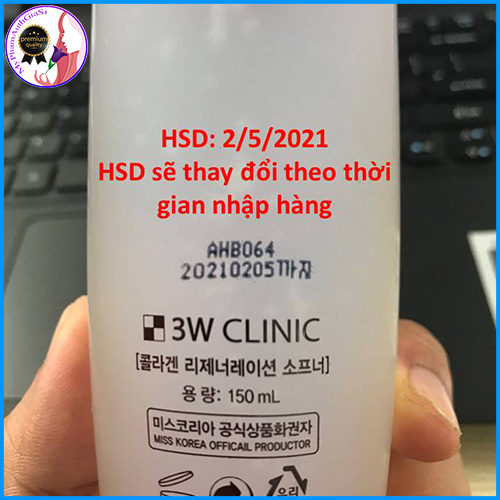 MyPhamAnhGiaSi
premium
quality
HSD: 2/5/2021
HSD sẽ thay đổi theo thời
gian nhập hàng
AHB064
20210205까지
3W CLINIC
[콜라겐 리제너레이션 소프너]
용량: 150 mL
미스코리아 공식상품화권자
MISS KOREA OFFICAIL PRODUCTOR
유리